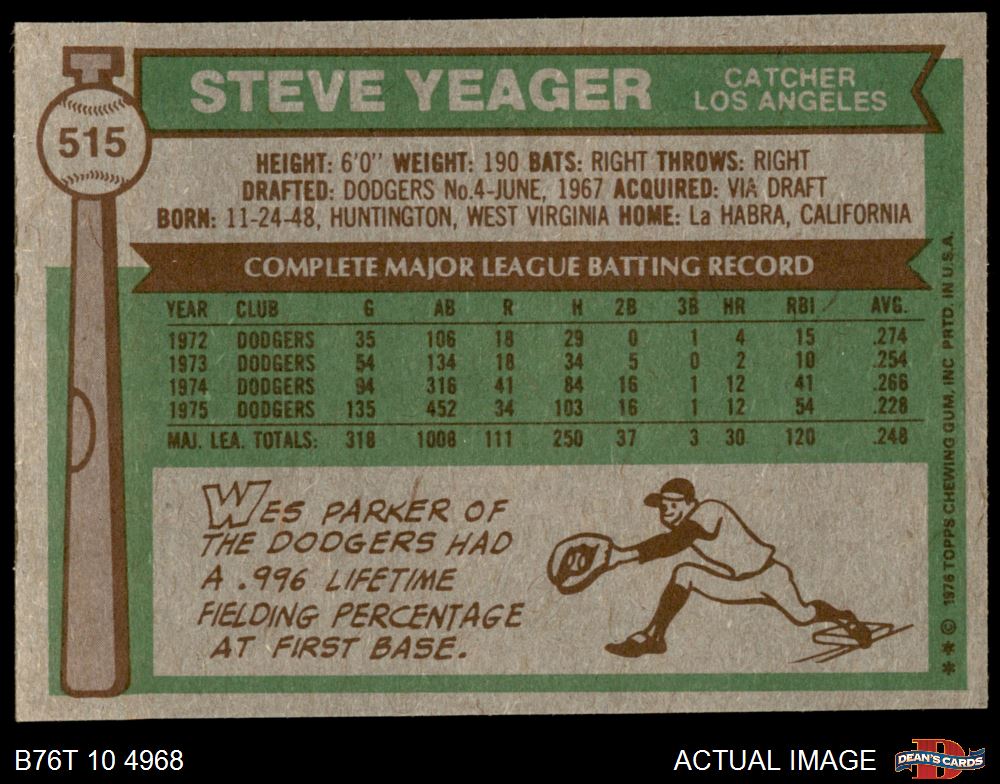 515
STEVE YEAGER CATCHER
LOS ANGELES
HEIGHT: 6'0" WEIGHT: 190 BATS: RIGHT THROWS: RIGHT
DRAFTED: DODGERS No.4-JUNE, 1967 ACQUIRED: VIA DRAFT
BORN: 11-24-48, HUNTINGTON, WEST VIRGINIA HOME: La HABRA, CALIFORNIA
COMPLETE MAJOR LEAGUE BATTING RECORD
YEAR CLUB G AB R H 2B 3B HR RBI AVG.
1972 DODGERS 35 106 18 29 0 1 4 15 .274
1973 DODGERS 54 134 18 34 5 0 2 10 .254
1974 DODGERS 94 316 41 84 16 1 12 41 .266
1975 DODGERS 135 452 34 103 16 1 12 54 .228
MAJ. LEA. TOTALS: 318 1008 111 250 37 3 30 120 .248
WES PARKER OF
THE DODGERS HAD
A .996 LIFETIME
FIELDING PERCENTAGE
AT FIRST BASE.
** © 1976 TOPPS CHEWING GUM, INC PRTD. IN U.S.A.
B76T 10 4968
ACTUAL IMAGE
DEAN'S CARDS